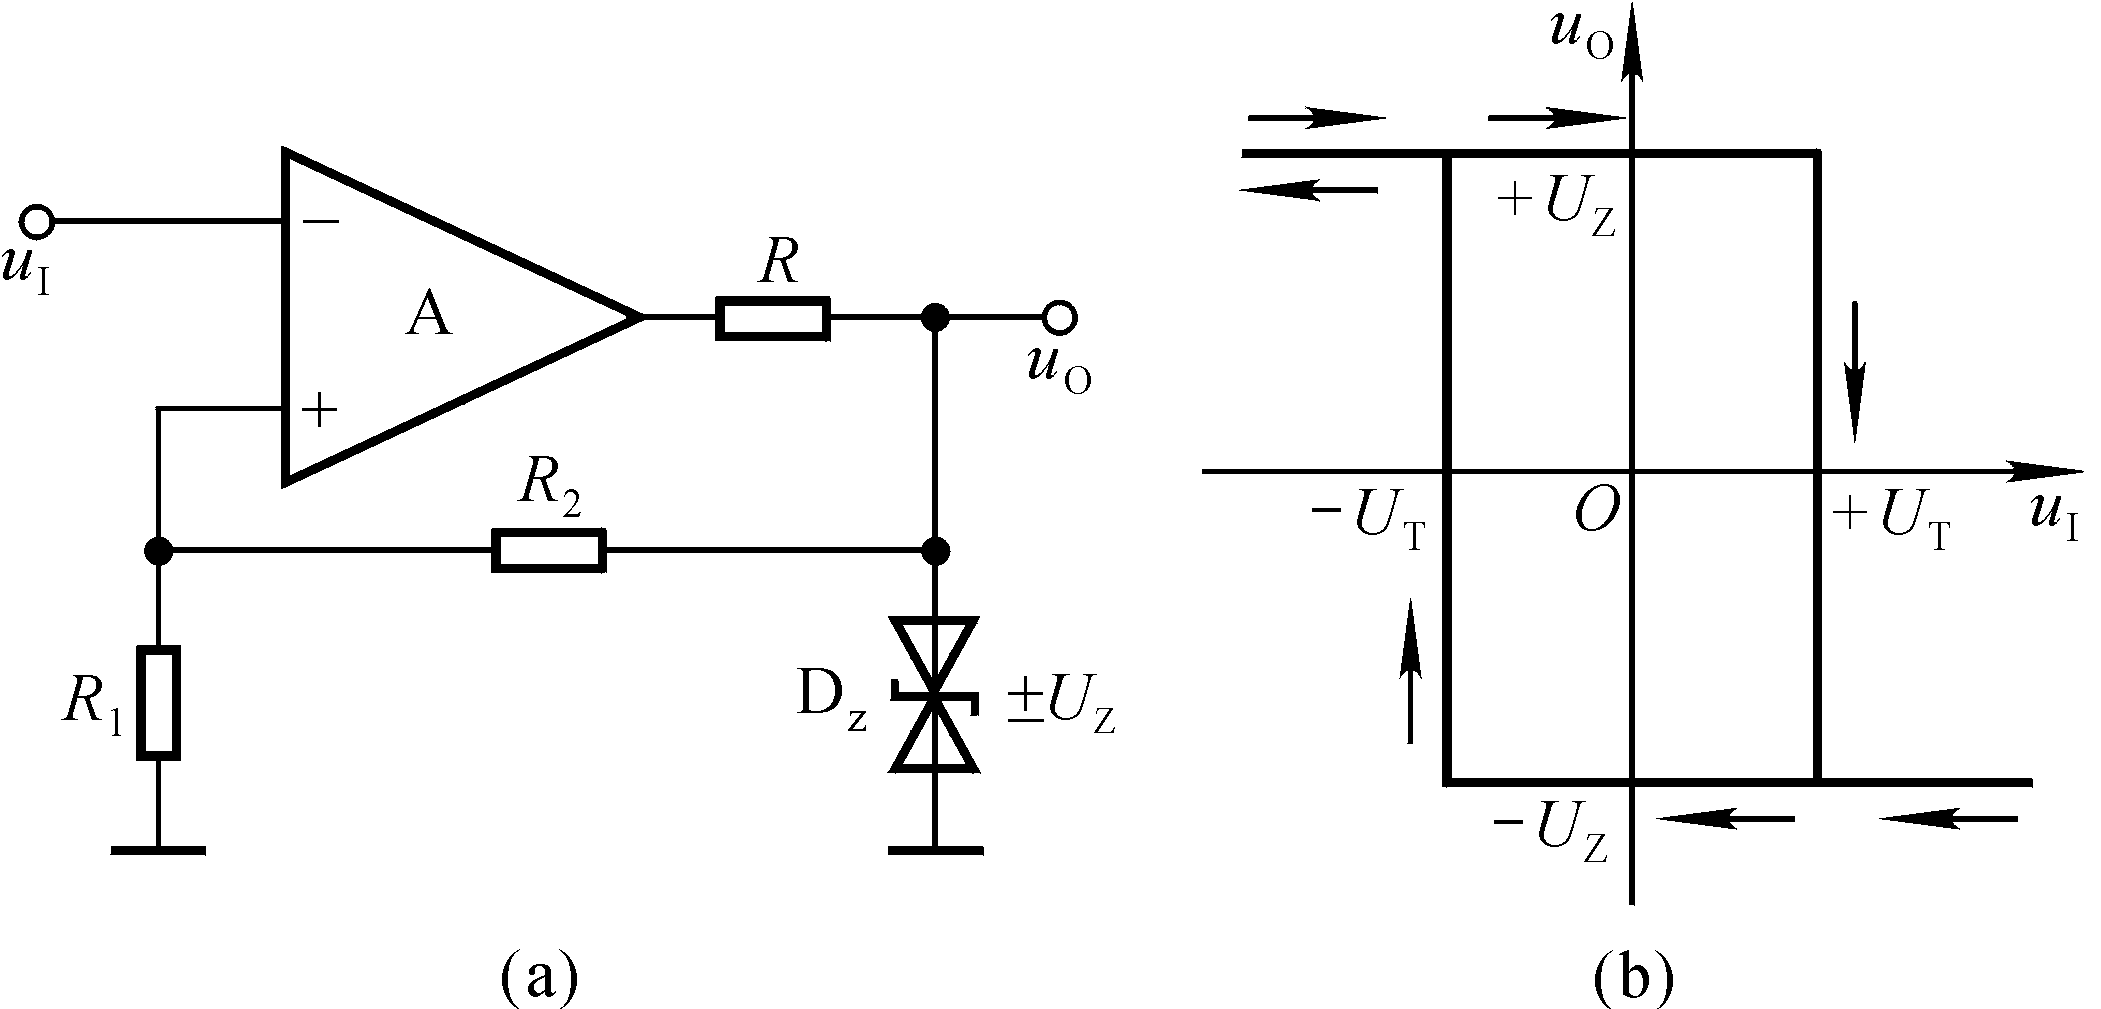 u_I
−
+
A
R
u_O
R_2
R_1
D_z
±U_Z
(a)
u_O
+U_Z
−U_T
O
+U_T
u_I
−U_Z
(b)